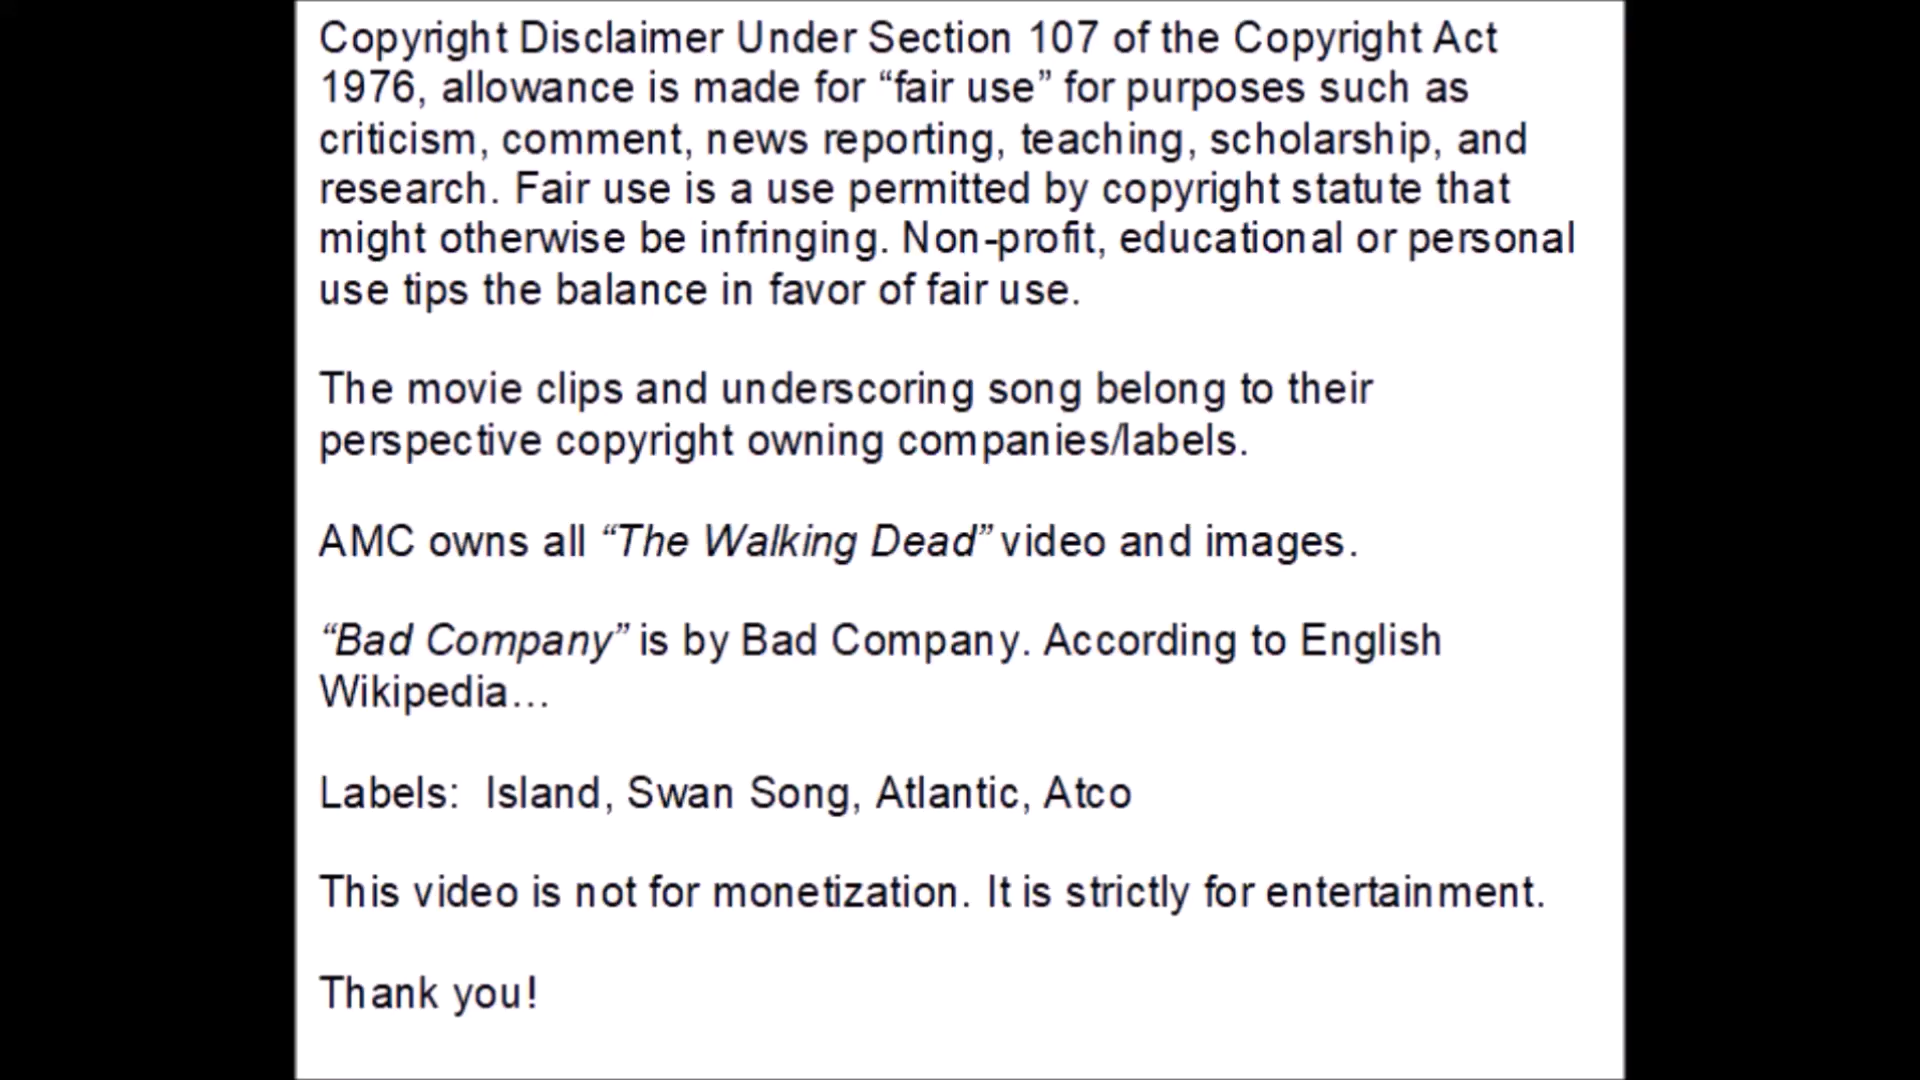 Copyright Disclaimer Under Section 107 of the Copyright Act
1976, allowance is made for “fair use” for purposes such as
criticism, comment, news reporting, teaching, scholarship, and
research. Fair use is a use permitted by copyright statute that
might otherwise be infringing. Non-profit, educational or personal
use tips the balance in favor of fair use.
The movie clips and underscoring song belong to their
perspective copyright owning companies/labels.
AMC owns all “The Walking Dead” video and images.
“Bad Company” is by Bad Company. According to English
Wikipedia…
Labels:  Island, Swan Song, Atlantic, Atco
This video is not for monetization. It is strictly for entertainment.
Thank you!